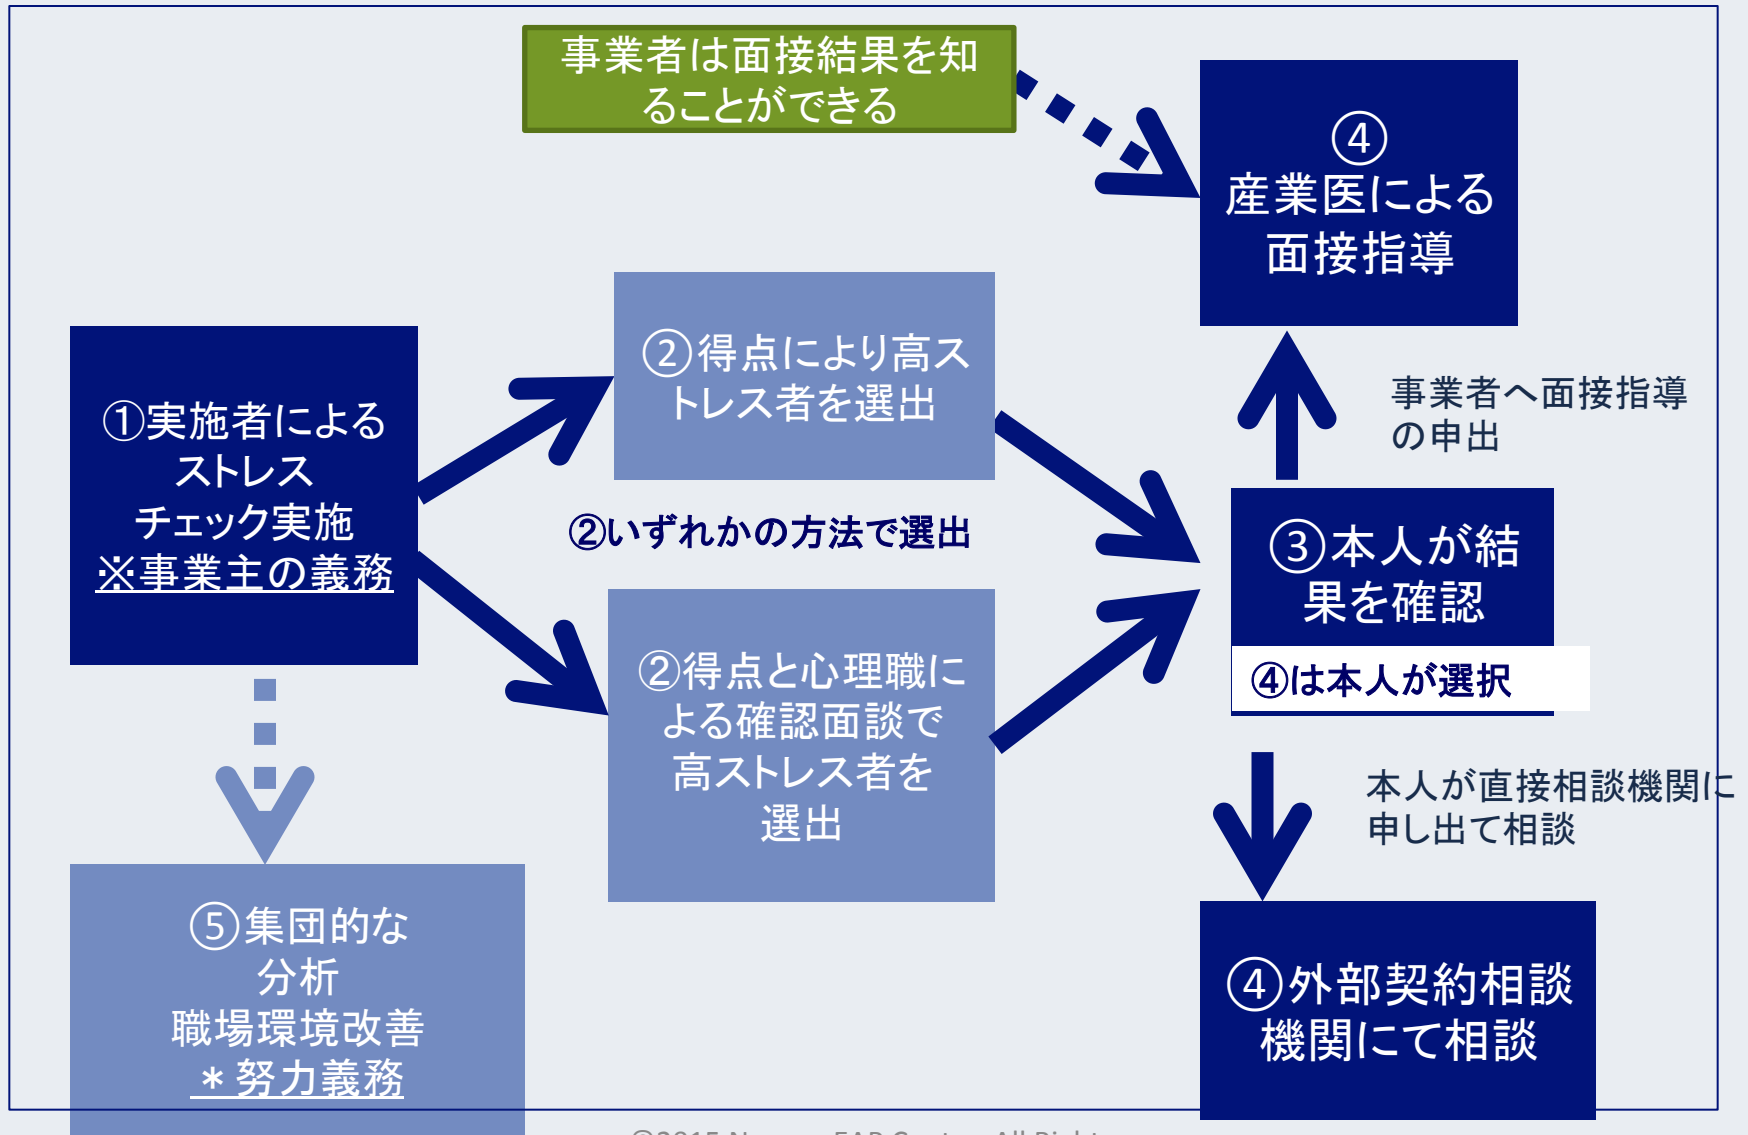 事業者は面接結果を知
ることができる
④
産業医による
面接指導
①実施者による
ストレス
チェック実施
※事業主の義務
②得点により高ス
トレス者を選出
②いずれかの方法で選出
②得点と心理職に
よる確認面談で
高ストレス者を
選出
事業者へ面接指導
の申出
③本人が結
果を確認
④は本人が選択
本人が直接相談機関に
申し出て相談
④外部契約相談
機関にて相談
⑤集団的な
分析
職場環境改善
＊努力義務